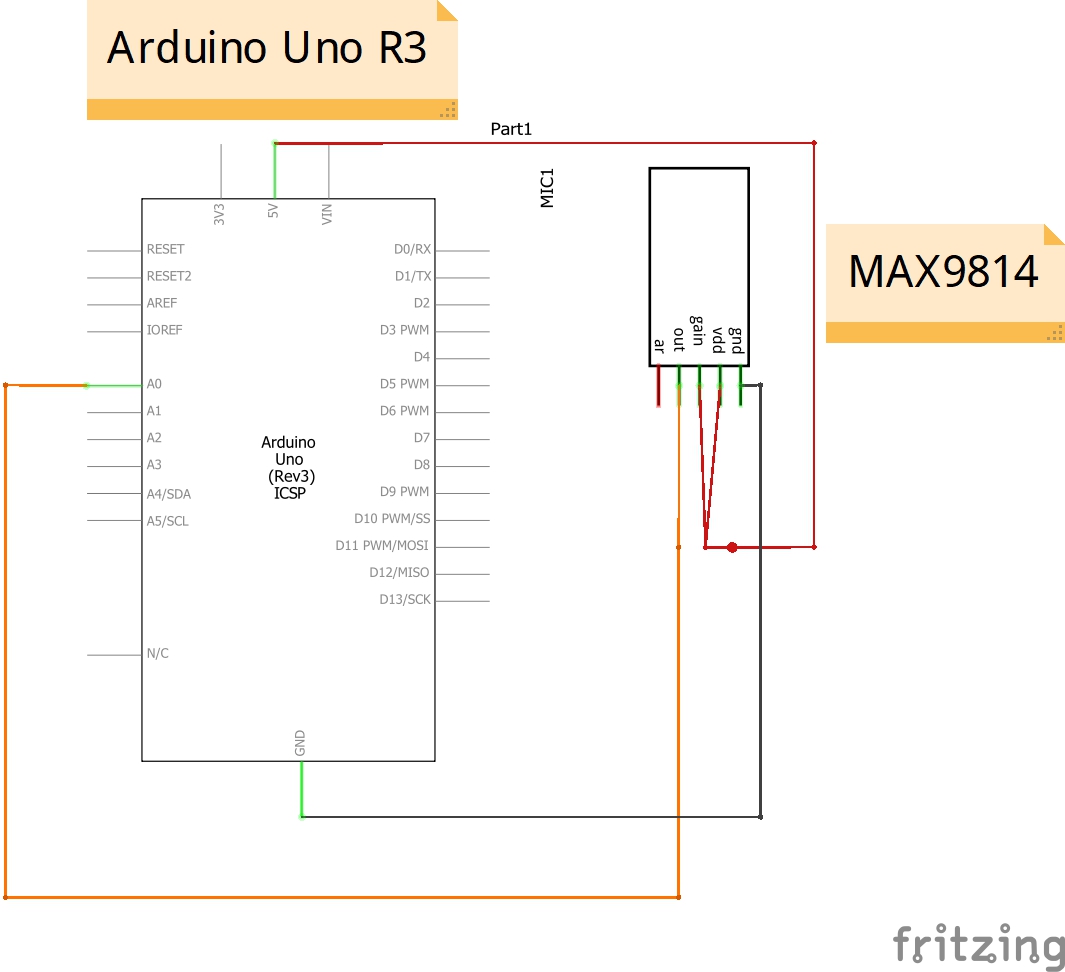 Arduino Uno R3
Part1
MIC1
3V3
5V
VIN
RESET
RESET2
AREF
IOREF
A0
A1
A2
A3
A4/SDA
A5/SCL
N/C
D0/RX
D1/TX
D2
D3 PWM
D4
D5 PWM
D6 PWM
D7
D8
D9 PWM
D10 PWM/SS
D11 PWM/MOSI
D12/MISO
D13/SCK
Arduino
Uno
(Rev3)
ICSP
GND
ar
out
gain
vdd
gnd
MAX9814
fritzing